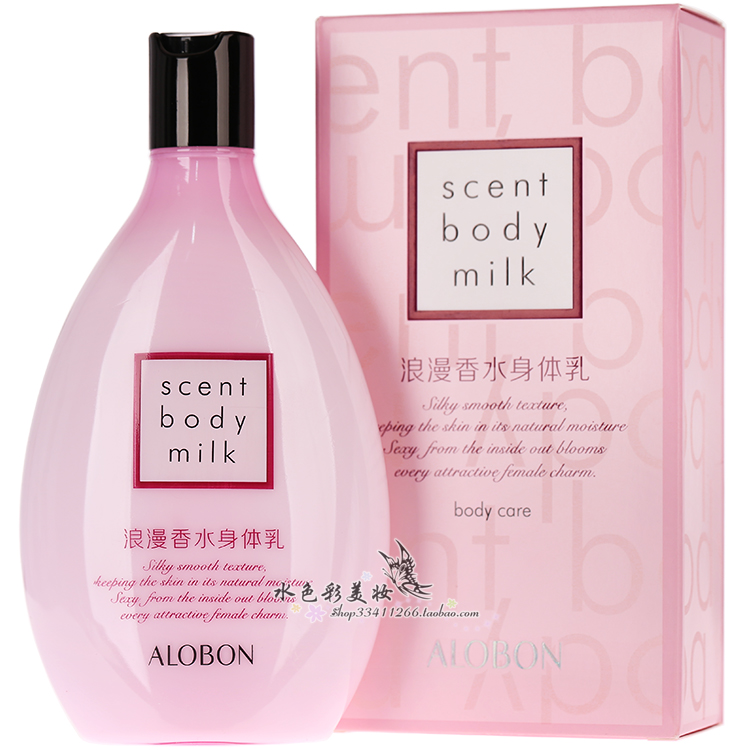 scent
body
milk
浪漫香水身体乳
Silky smooth texture,
keeping the skin in its natural moisture
Sexy, from the inside out blooms
every attractive female charm.
ALOBON
ent, bo
scent
body
milk
浪漫香水身体乳
Silky smooth texture,
eeping the skin in its natural moisture
Sexy, from the inside out blooms
every attractive female charm.
body care
ALOBON
水色彩美妆
shop33411266.taobao.com